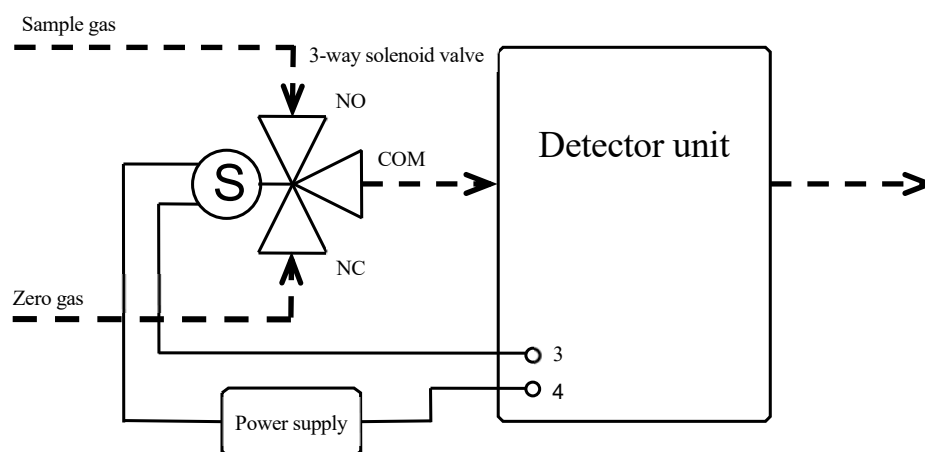 Sample gas
3-way solenoid valve
NO
Detector unit
COM
S
NC
Zero gas
3
4
Power supply